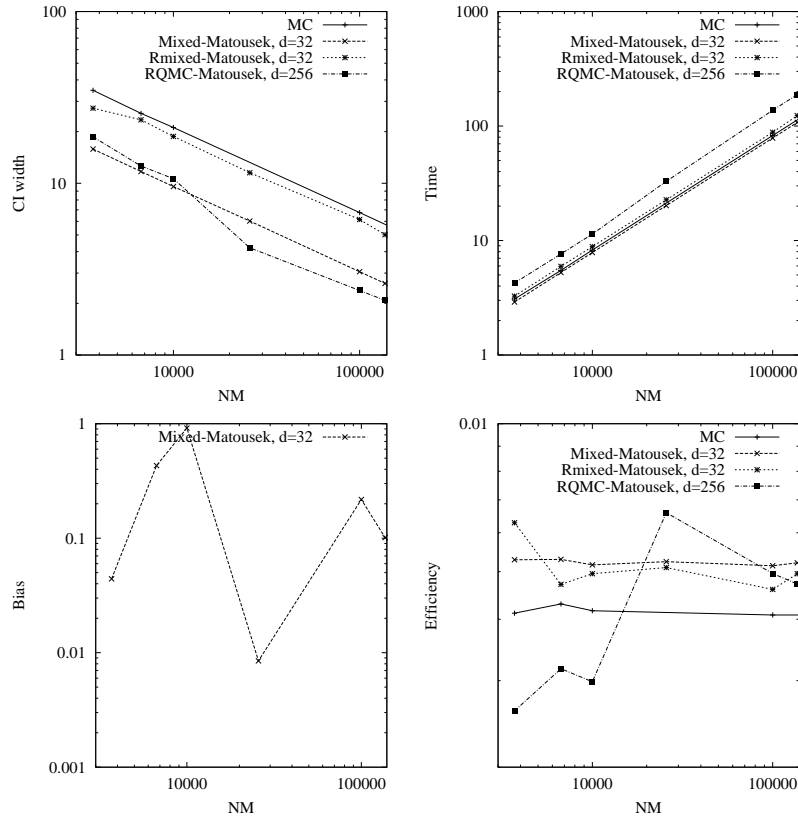 100
10
1
10000
100000
CI width
NM
MC
Mixed-Matousek, d=32
Rmixed-Matousek, d=32
RQMC-Matousek, d=256
1000
100
10
1
10000
100000
Time
NM
MC
Mixed-Matousek, d=32
Rmixed-Matousek, d=32
RQMC-Matousek, d=256
1
0.1
0.01
0.001
10000
100000
Bias
NM
Mixed-Matousek, d=32
0.01
10000
100000
Efficiency
NM
MC
Mixed-Matousek, d=32
Rmixed-Matousek, d=32
RQMC-Matousek, d=256